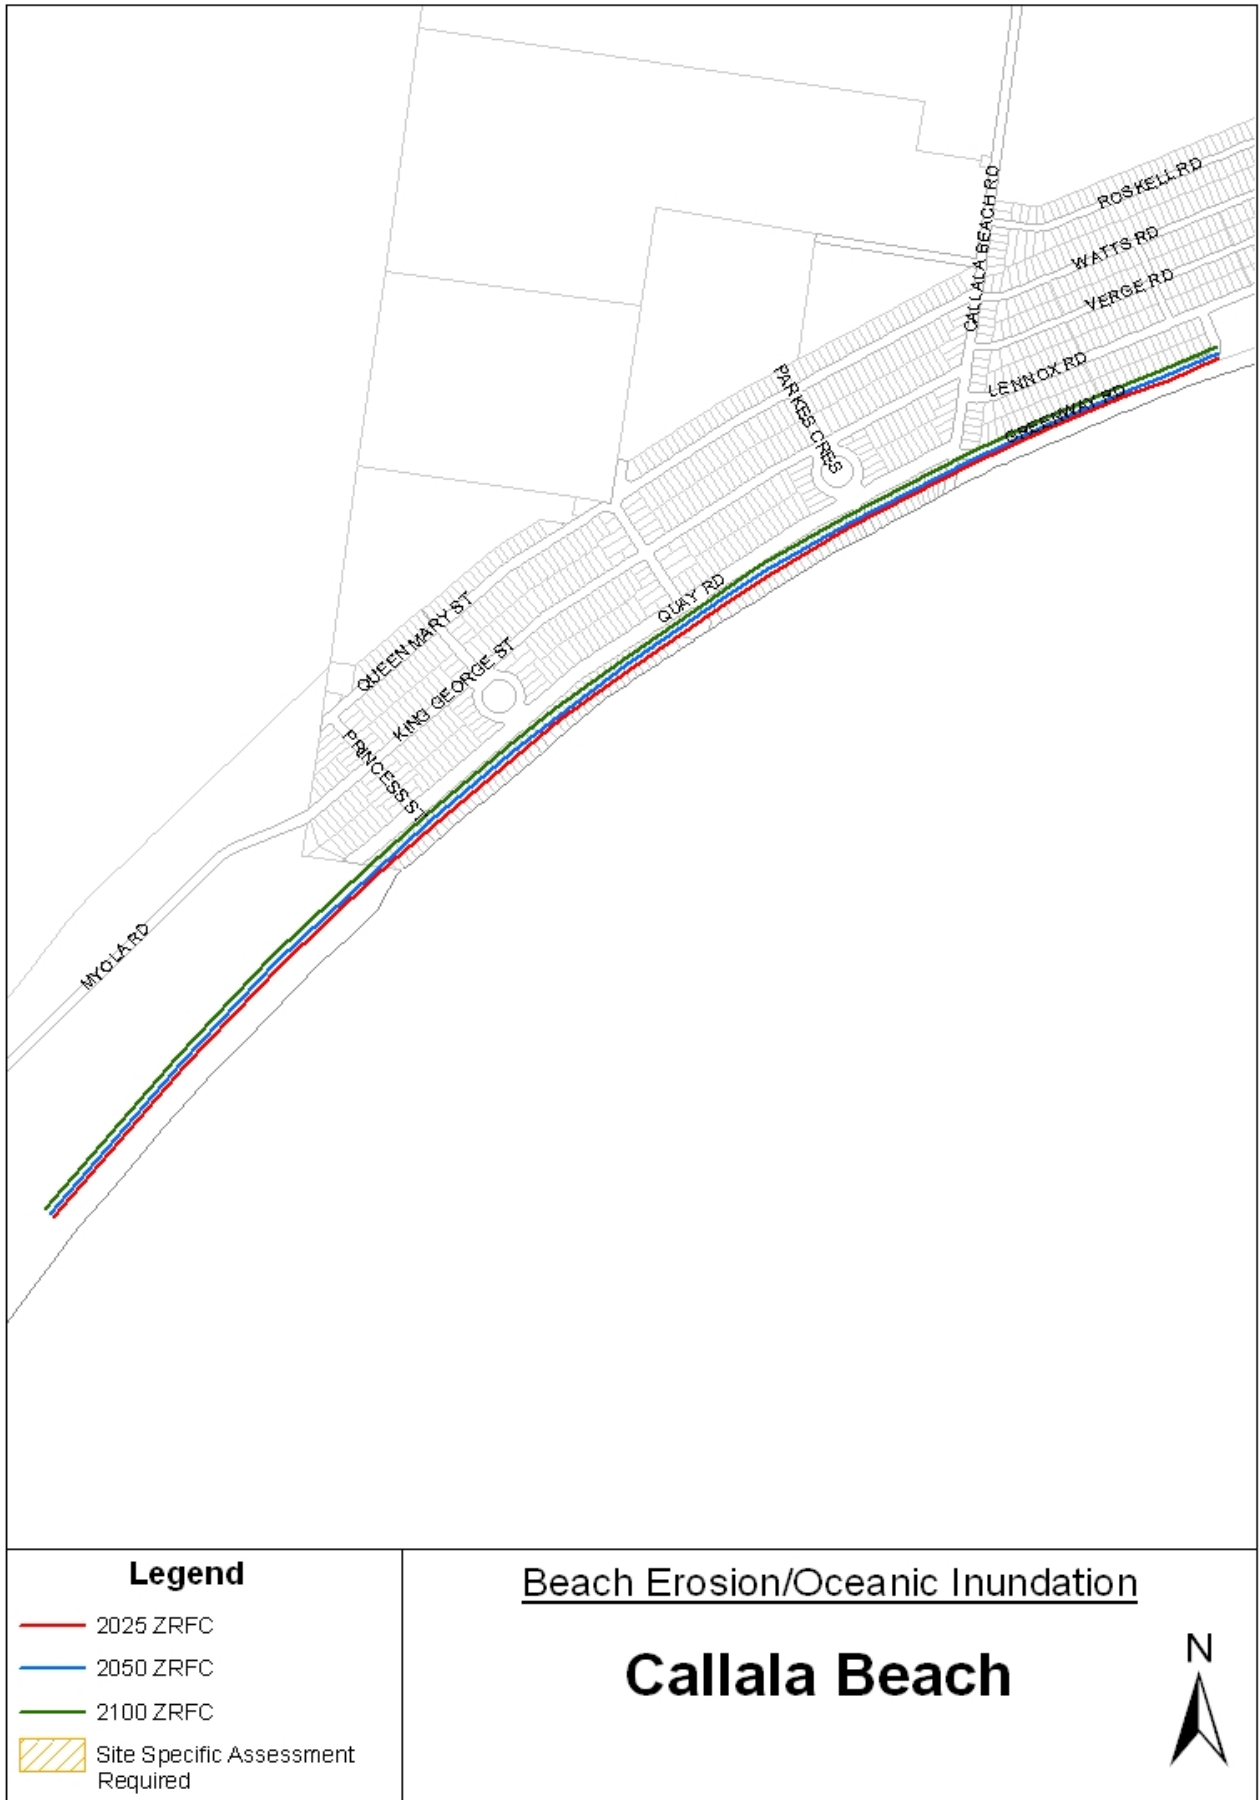 ROSKELL RD
WATTS RD
CALLALA BEACH RD
VERGE RD
LENNOX RD
GREENWAY RD
PARKES CRES
QUAY RD
QUEEN MARY ST
KING GEORGE ST
PRINCESS ST
MYOLA RD
Legend
2025 ZRFC
2050 ZRFC
2100 ZRFC
Site Specific Assessment
Required
Beach Erosion/Oceanic Inundation
Callala Beach
N